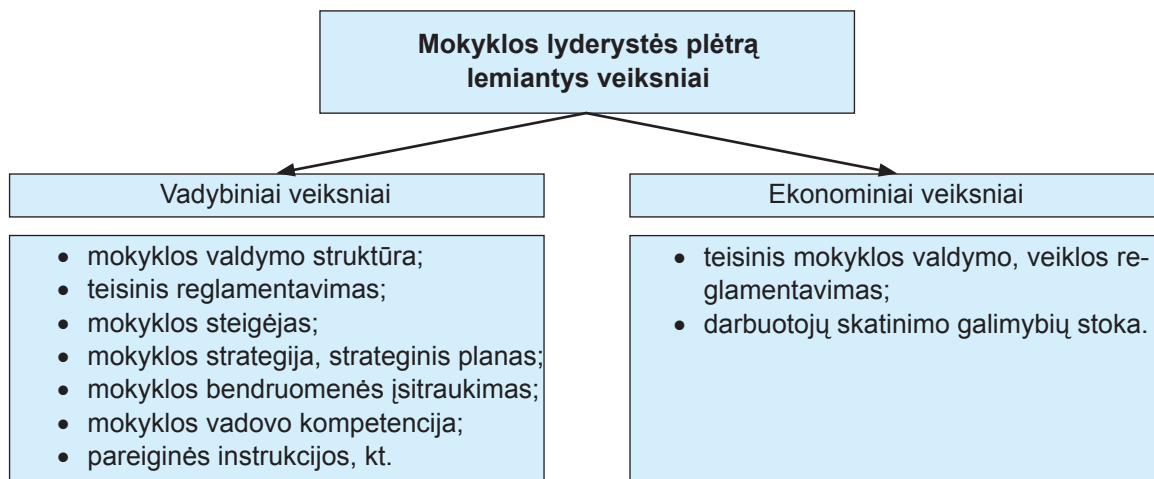 Mokyklos lyderystės plėtrą
lemiantys veiksniai
Vadybiniai veiksniai
• mokyklos valdymo struktūra;
• teisinis reglamentavimas;
• mokyklos steigėjas;
• mokyklos strategija, strateginis planas;
• mokyklos bendruomenės įsitraukimas;
• mokyklos vadovo kompetencija;
• pareiginės instrukcijos, kt.
Ekonominiai veiksniai
• teisinis mokyklos valdymo, veiklos re-
glamentavimas;
• darbuotojų skatinimo galimybių stoka.